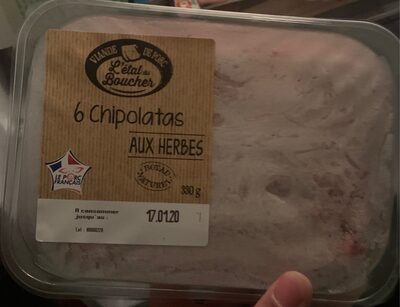 VIANDE DE PORC
L'étal du
Boucher
6 Chipolatas
AUX HERBES
BOYAU
NATUREL
330 g
LE PORC
FRANÇAIS
A consommer
jusqu'au :
17.01.20